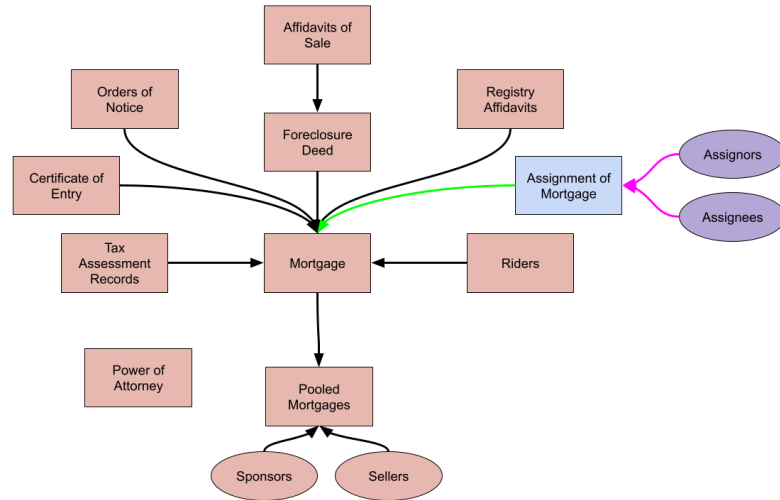 Affidavits of
Sale
Orders of
Notice
Registry
Affidavits
Foreclosure
Deed
Assignors
Certificate of
Entry
Assignment of
Mortgage
Assignees
Tax
Assessment
Records
Mortgage
Riders
Power of
Attorney
Pooled
Mortgages
Sponsors
Sellers